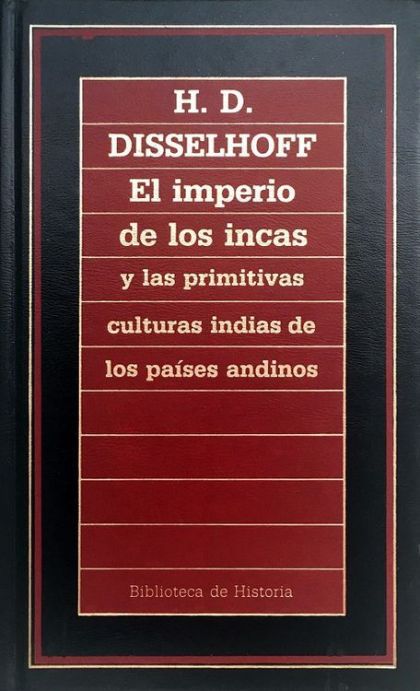 H. D.
DISSELHOFF
El imperio
de los incas
y las primitivas
culturas indias de
los países andinos
Biblioteca de Historia